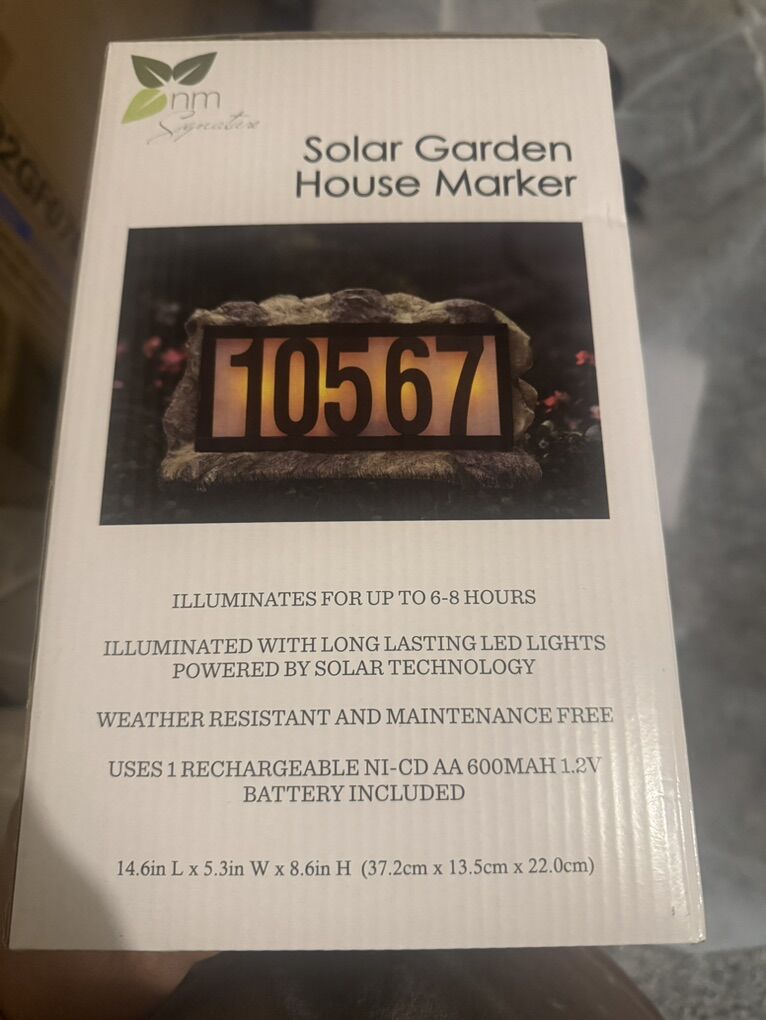 nm
Signature
Solar Garden
House Marker
10567
ILLUMINATES FOR UP TO 6-8 HOURS
ILLUMINATED WITH LONG LASTING LED LIGHTS
POWERED BY SOLAR TECHNOLOGY
WEATHER RESISTANT AND MAINTENANCE FREE
USES 1 RECHARGEABLE NI-CD AA 600MAH 1.2V
BATTERY INCLUDED
14.6in L x 5.3in W x 8.6in H (37.2cm x 13.5cm x 22.0cm)